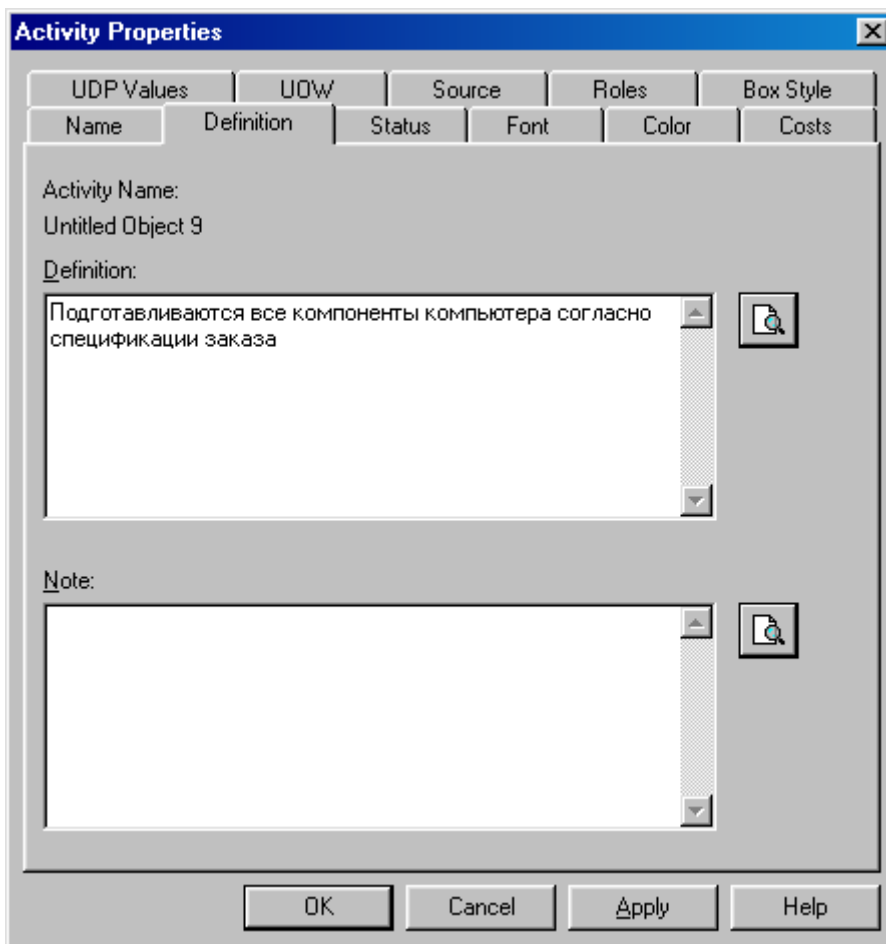 Activity Properties
UDP Values UOW Source Roles Box Style
Name Definition Status Font Color Costs
Activity Name:
Untitled Object 9
Definition:
Подготавливаются все компоненты компьютера согласно
спецификации заказа
Note:
OK Cancel Apply Help